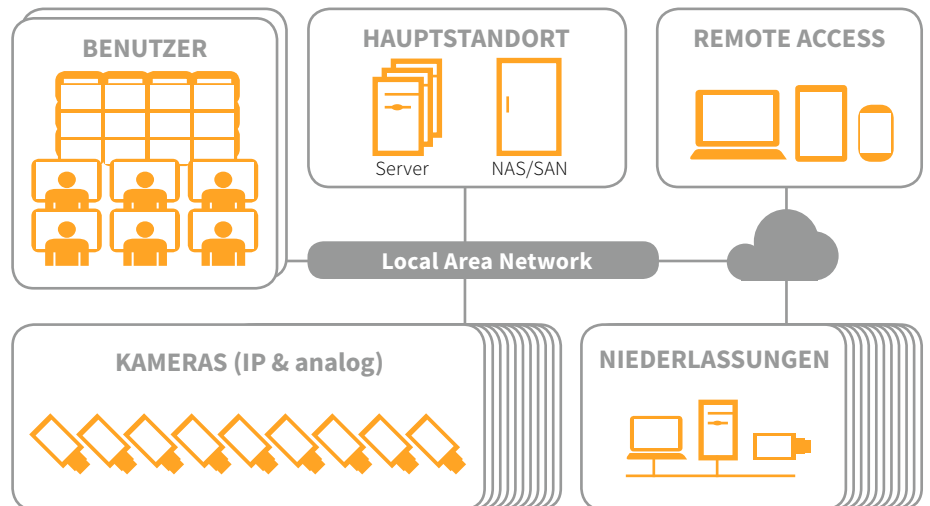 BENUTZER
HAUPTSTANDORT
Server
NAS/SAN
REMOTE ACCESS
Local Area Network
KAMERAS (IP & analog)
NIEDERLASSUNGEN